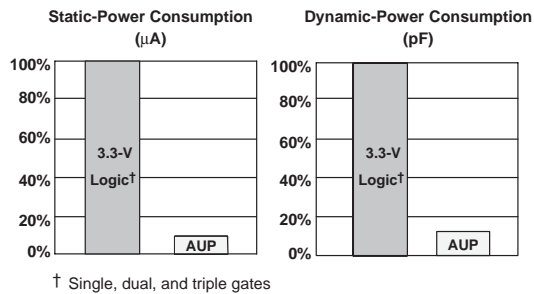 Static-Power Consumption
(µA)
100%
80%
60%
40%
20%
0%
3.3-V
Logic†
AUP
Dynamic-Power Consumption
(pF)
100%
80%
60%
40%
20%
0%
3.3-V
Logic†
AUP
† Single, dual, and triple gates